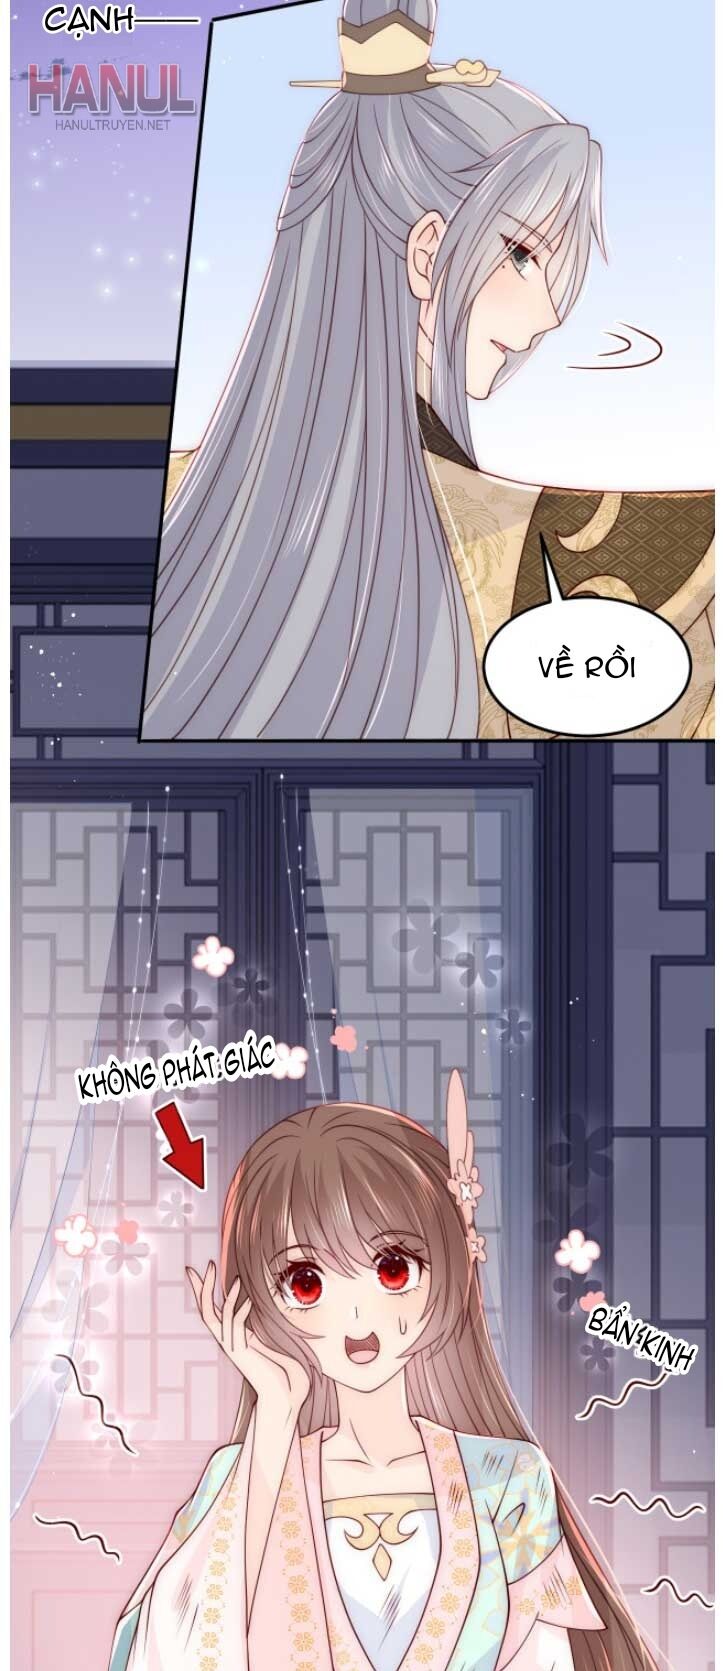 CẠNH——
HANUL
HANULTRUYEN.NET
VỀ RỒI
KHÔNG PHÁT GIÁC
BẨN KINH